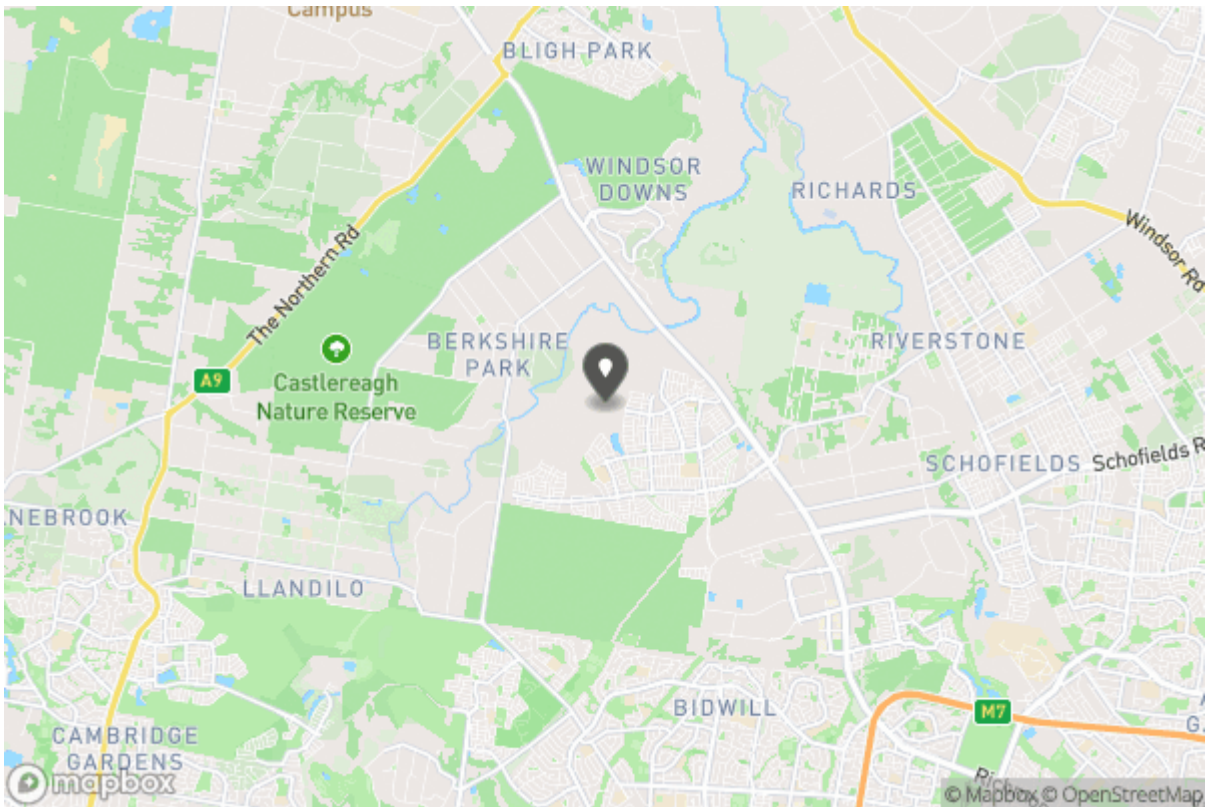 Campus
BLIGH PARK
WINDSOR
DOWNS
RICHARDS
Windsor Rd
The Northern Rd
BERKSHIRE
PARK
RIVERSTONE
A9
Castlereagh
Nature Reserve
SCHOFIELDS
Schofields R
NEBROOK
LLANDILO
BIDWILL
M7
CAMBRIDGE
GARDENS
mapbox
© Mapbox © OpenStreetMap